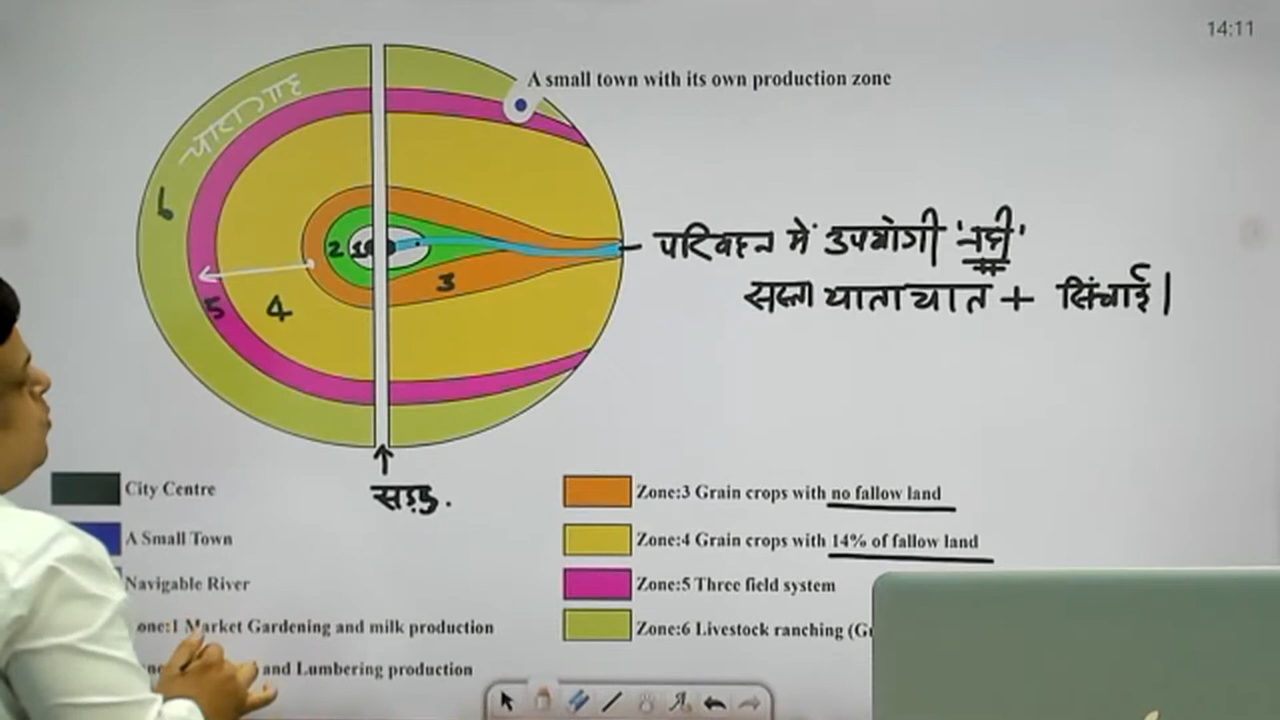 14:11
A small town with its own production zone
चारागाह
6
2
1
3
5
4
परिवहन में उपयोगी 'नदी'
सस्ता यातायात + सिंचाई।
सड़क.
City Centre
A Small Town
Navigable River
one:1 Market Gardening and milk production
and Lumbering production
Zone:3 Grain crops with no fallow land
Zone:4 Grain crops with 14% of fallow land
Zone:5 Three field system
Zone:6 Livestock ranching